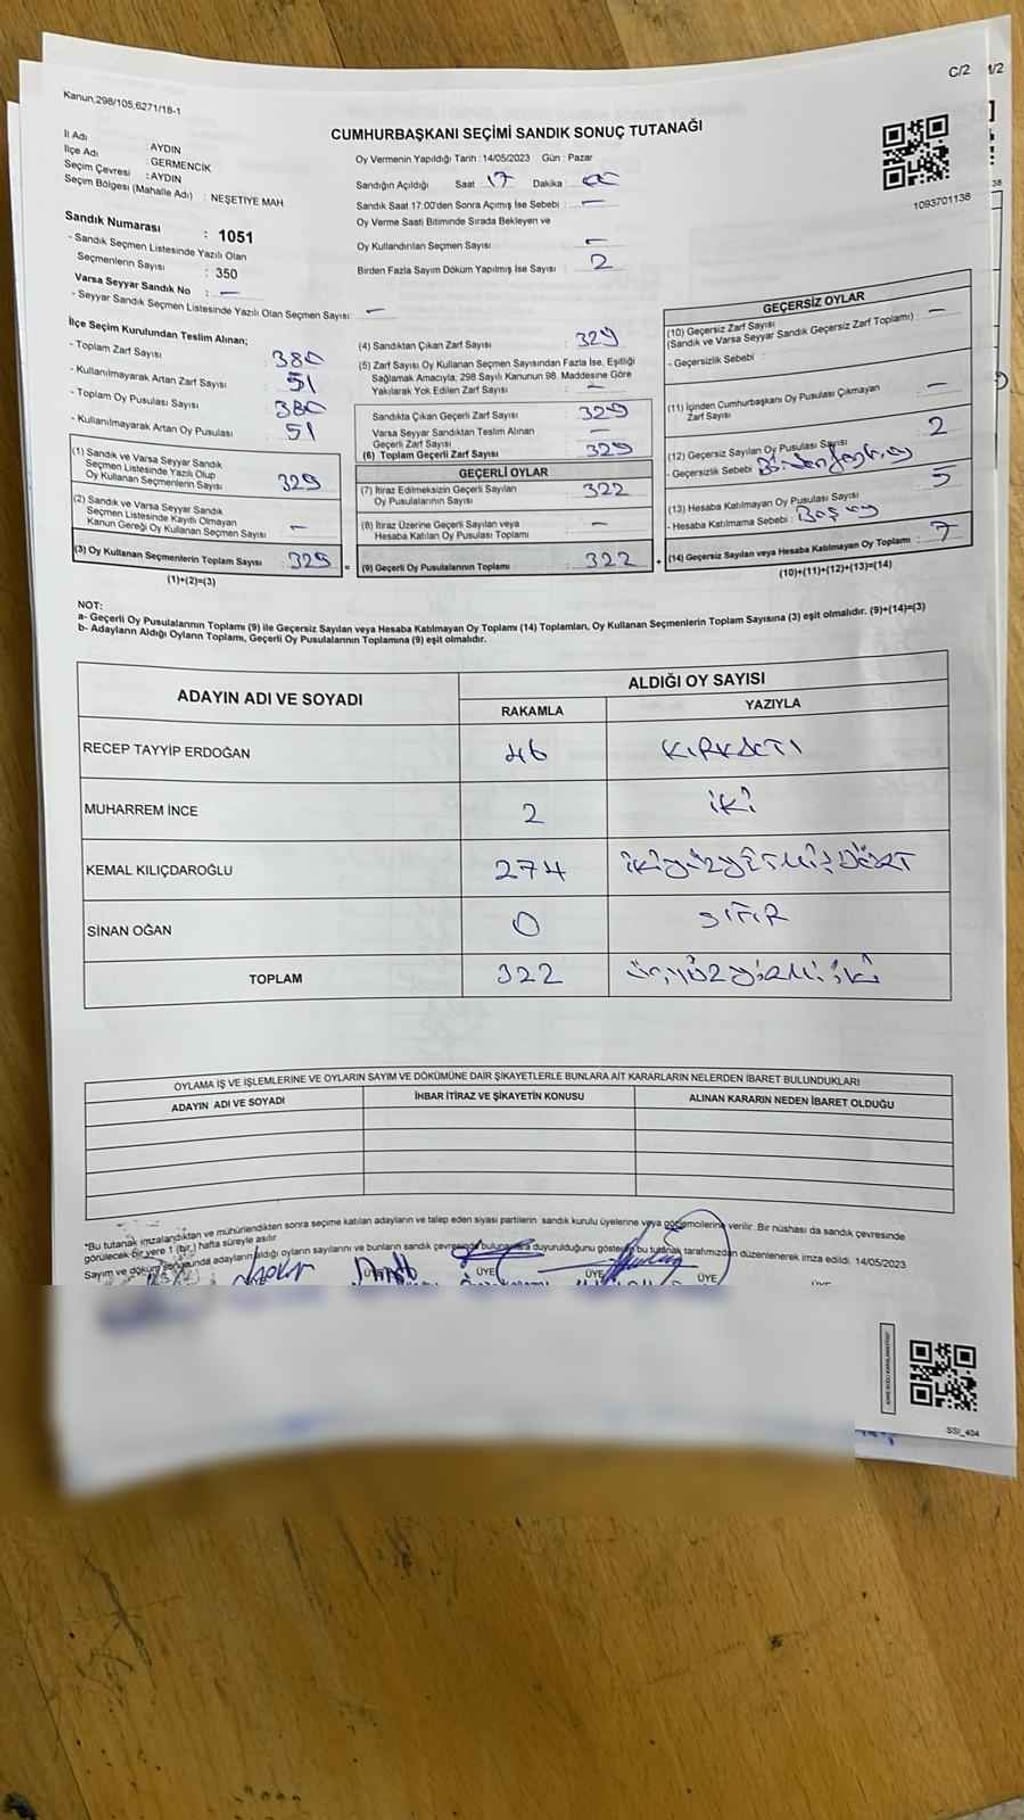 C/2
1/2
Kanun,298/105,6271/18-1
CUMHURBAŞKANI SEÇİMİ SANDIK SONUÇ TUTANAĞI
İl Adı : AYDIN
İlçe Adı : GERMENCİK
Seçim Çevresi : AYDIN
Seçim Bölgesi (Mahalle Adı) : NEŞETİYE MAH
Sandık Numarası : 1051
- Sandık Seçmen Listesinde Yazılı Olan
Seçmenlerin Sayısı : 350
Varsa Seyyar Sandık No : —
- Seyyar Sandık Seçmen Listesinde Yazılı Olan Seçmen Sayısı : —
Oy Vermenin Yapıldığı Tarih : 14/05/2023 Gün : Pazar
Sandığın Açıldığı Saat 17 Dakika 00
Sandık Saat 17:00'den Sonra Açımış İse Sebebi : —
Oy Verme Saati Bitiminde Sırada Bekleyen ve
Oy Kullandırılan Seçmen Sayısı —
Birden Fazla Sayım Döküm Yapılmış İse Sayısı : 2
1093701138
38
İlçe Seçim Kurulundan Teslim Alınan;
- Toplam Zarf Sayısı 380
- Kullanılmayarak Artan Zarf Sayısı 51
- Toplam Oy Pusulası Sayısı 380
- Kullanılmayarak Artan Oy Pusulası 51
(1) Sandık ve Varsa Seyyar Sandık
Seçmen Listesinde Yazılı Olup
Oy Kullanan Seçmenlerin Sayısı 329
(2) Sandık ve Varsa Seyyar Sandık
Seçmen Listesinde Kayıtlı Olmayan
Kanun Gereği Oy Kullanan Seçmen Sayısı : —
(3) Oy Kullanan Seçmenlerin Toplam Sayısı : 329
(1)+(2)=(3)
(4) Sandıktan Çıkan Zarf Sayısı : 329
(5) Zarf Sayısı Oy Kullanan Seçmen Sayısından Fazla İse, Eşitliği
Sağlamak Amacıyla; 298 Sayılı Kanunun 98. Maddesine Göre
Yakılarak Yok Edilen Zarf Sayısı : —
Sandıkta Çıkan Geçerli Zarf Sayısı : 329
Varsa Seyyar Sandıktan Teslim Alınan
Geçerli Zarf Sayısı : —
(6) Toplam Geçerli Zarf Sayısı : 329
GEÇERLİ OYLAR
(7) İtiraz Edilmeksizin Geçerli Sayılan
Oy Pusulalarının Sayısı : 322
(8) İtiraz Üzerine Geçerli Sayılan veya
Hesaba Katılan Oy Pusulası Toplamı : —
= (9) Geçerli Oy Pusulalarının Toplamı : 322
GEÇERSİZ OYLAR
(10) Geçersiz Zarf Sayısı
(Sandık ve Varsa Seyyar Sandık Geçersiz Zarf Toplamı) : —
- Geçersizlik Sebebi :
(11) İçinden Cumhurbaşkanı Oy Pusulası Çıkmayan
Zarf Sayısı : —
(12) Geçersiz Sayılan Oy Pusulası Sayısı : 2
- Geçersizlik Sebebi : Birden fazla oy
(13) Hesaba Katılmayan Oy Pusulası Sayısı 5
- Hesaba Katılmama Sebebi : Boş oy
+ (14) Geçersiz Sayılan veya Hesaba Katılmayan Oy Toplamı : 7
(10)+(11)+(12)+(13)=(14)
NOT:
a- Geçerli Oy Pusulalarının Toplamı (9) ile Geçersiz Sayılan veya Hesaba Katılmayan Oy Toplamı (14) Toplamları, Oy Kullanan Seçmenlerin Toplam Sayısına (3) eşit olmalıdır. (9)+(14)=(3)
b- Adayların Aldığı Oyların Toplamı, Geçerli Oy Pusulalarının Toplamına (9) eşit olmalıdır.
ADAYIN ADI VE SOYADI
ALDIĞI OY SAYISI
RAKAMLA YAZIYLA
RECEP TAYYİP ERDOĞAN 46 KIRKALTI
MUHARREM İNCE 2 İKİ
KEMAL KILIÇDAROĞLU 274 İKİYÜZYETMİŞDÖRT
SİNAN OĞAN 0 SIFIR
TOPLAM 322 ÜÇYÜZYİRMİİKİ
OYLAMA İŞ VE İŞLEMLERİNE VE OYLARIN SAYIM VE DÖKÜMÜNE DAİR ŞİKAYETLERLE BUNLARA AİT KARARLARIN NELERDEN İBARET BULUNDUKLARI
ADAYIN ADI VE SOYADI İHBAR İTİRAZ VE ŞİKAYETİN KONUSU ALINAN KARARIN NEDEN İBARET OLDUĞU
*Bu tutanak imzalandıktan ve mühürlendikten sonra seçime katılan adayların ve talep eden siyasi partilerin sandık kurulu üyelerine veya gözlemcilerine verilir. Bir nüshası da sandık çevresinde
görülecek bir yere 1 (bir) hafta süreyle asılır.
Sayım ve döküm sonucunda adayların aldığı oyların sayılarını ve bunların sandık çevresinde bulunanlara duyurulduğunu gösteren bu tutanak tarafımızdan düzenlenerek imza edildi. 14/05/2023
ÜYE ÜYE ÜYE
SSI_404